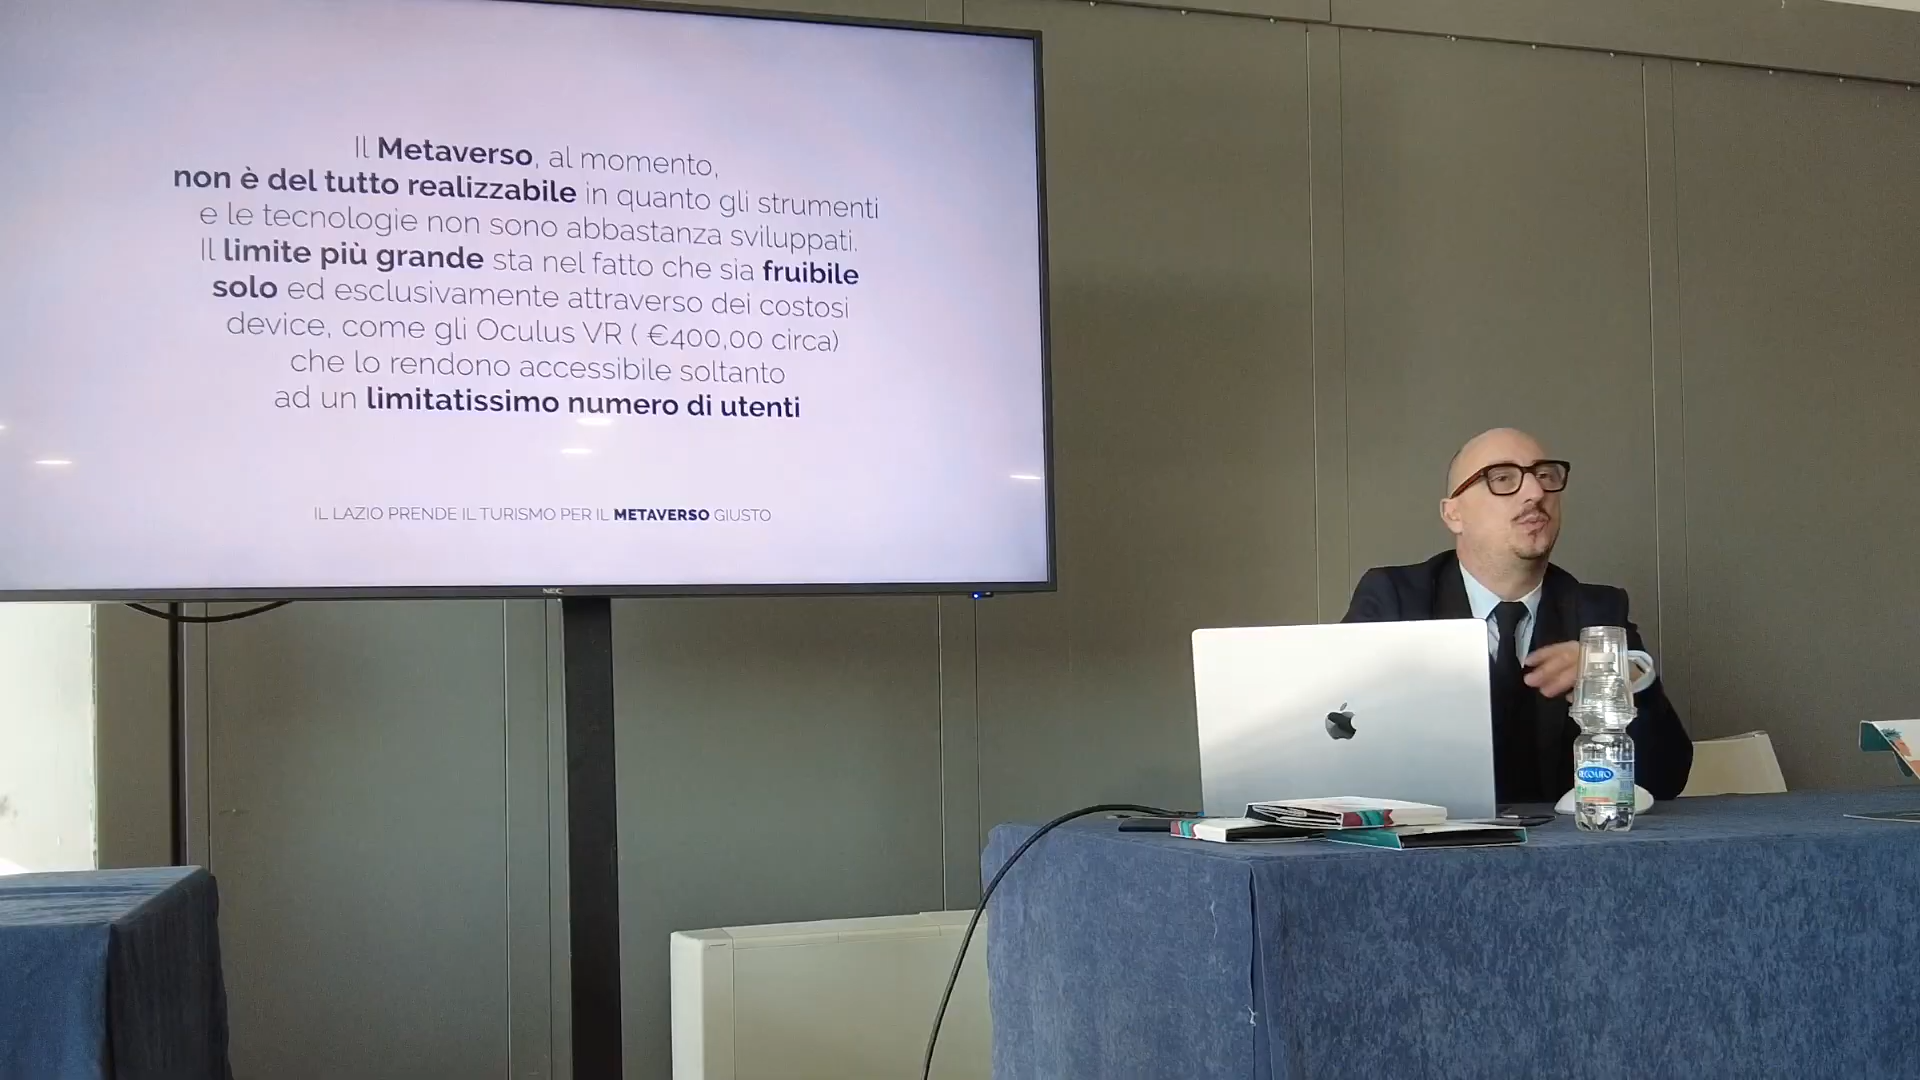 Il Metaverso, al momento,
non è del tutto realizzabile in quanto gli strumenti
e le tecnologie non sono abbastanza sviluppati.
Il limite più grande sta nel fatto che sia fruibile
solo ed esclusivamente attraverso dei costosi
device, come gli Oculus VR ( €400,00 circa)
che lo rendono accessibile soltanto
ad un limitatissimo numero di utenti
IL LAZIO PRENDE IL TURISMO PER IL METAVERSO GIUSTO
NEC